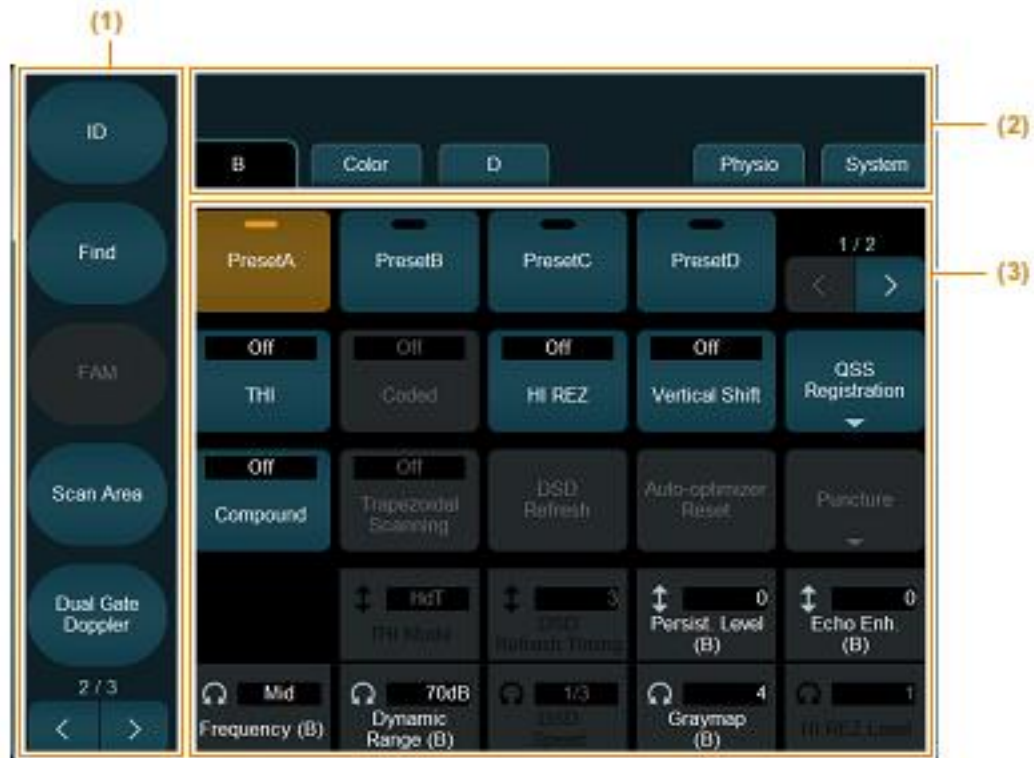 (1)
ID
Find
FAM
Scan Area
Dual Gate
Doppler
2 / 3
< >
(2)
B Color D Physio System
(3)
PresetA PresetB PresetC PresetD 1 / 2
< >
Off Off Off Off
THI Coded HI REZ Vertical Shift QSS
Registration
Off Off
Compound Trapezoidal
Scanning
DSD
Refresh
Auto-optimizer
Reset
Puncture
HdT 3 0 0
THI Mode
DSD
Refresh Timing
Persist. Level
(B)
Echo Enh.
(B)
Mid 70dB 1/3 4 1
Frequency (B)
Dynamic
Range (B)
DSD
Speed
Graymap
(B)
HI REZ Level